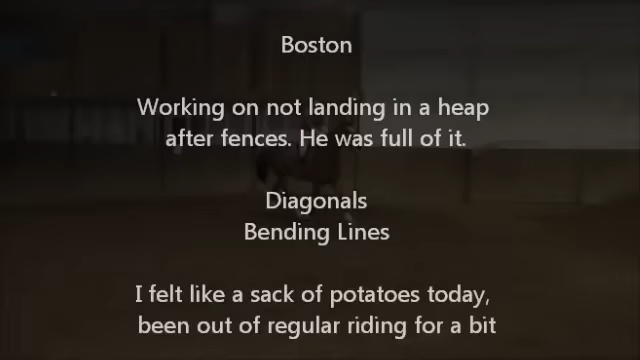 Boston
Working on not landing in a heap
after fences. He was full of it.
Diagonals
Bending Lines
I felt like a sack of potatoes today,
been out of regular riding for a bit